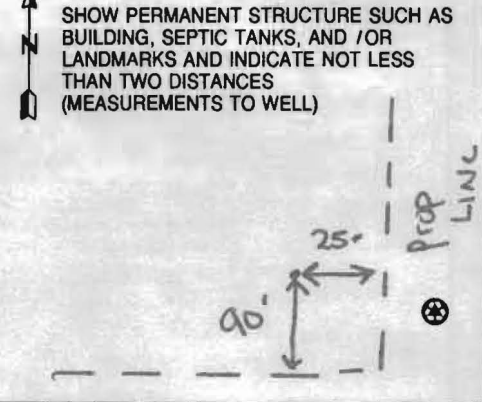 N
SHOW PERMANENT STRUCTURE SUCH AS
BUILDING, SEPTIC TANKS, AND /OR
LANDMARKS AND INDICATE NOT LESS
THAN TWO DISTANCES
(MEASUREMENTS TO WELL)
25'
90'
prop
LINE